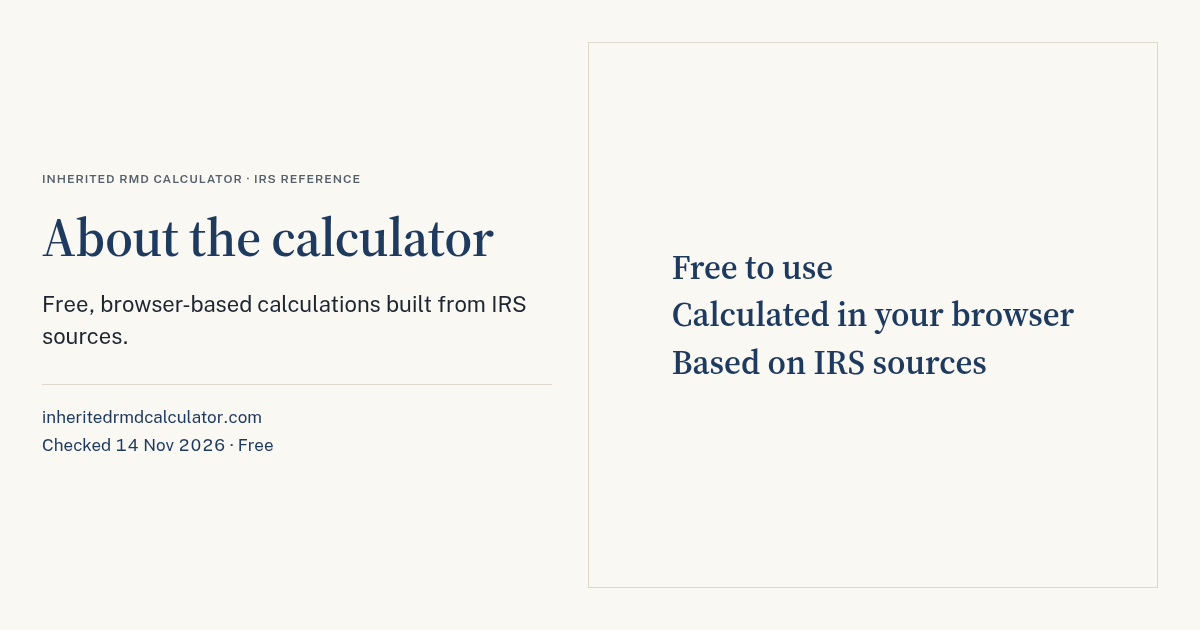 INHERITED RMD CALCULATOR · IRS REFERENCE
About the calculator
Free, browser-based calculations built from IRS
sources.
inheritedrmdcalculator.com
Checked 14 Nov 2026 · Free
Free to use
Calculated in your browser
Based on IRS sources